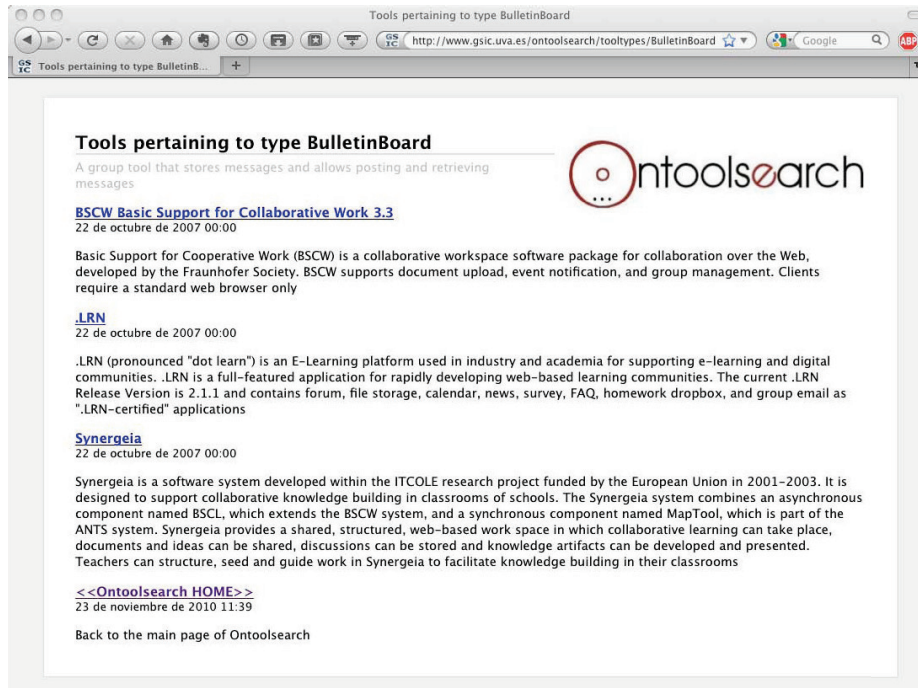 Tools pertaining to type BulletinBoard
GS IC http://www.gsic.uva.es/ontoolsearch/tooltypes/BulletinBoard Google ABP
GS IC Tools pertaining to type BulletinB... +
Tools pertaining to type BulletinBoard
A group tool that stores messages and allows posting and retrieving
messages
Ontoolsearch
BSCW Basic Support for Collaborative Work 3.3
22 de octubre de 2007 00:00
Basic Support for Cooperative Work (BSCW) is a collaborative workspace software package for collaboration over the Web,
developed by the Fraunhofer Society. BSCW supports document upload, event notification, and group management. Clients
require a standard web browser only
.LRN
22 de octubre de 2007 00:00
.LRN (pronounced "dot learn") is an E-Learning platform used in industry and academia for supporting e-learning and digital
communities. .LRN is a full-featured application for rapidly developing web-based learning communities. The current .LRN
Release Version is 2.1.1 and contains forum, file storage, calendar, news, survey, FAQ, homework dropbox, and group email as
".LRN-certified" applications
Synergeia
22 de octubre de 2007 00:00
Synergeia is a software system developed within the ITCOLE research project funded by the European Union in 2001-2003. It is
designed to support collaborative knowledge building in classrooms of schools. The Synergeia system combines an asynchronous
component named BSCL, which extends the BSCW system, and a synchronous component named MapTool, which is part of the
ANTS system. Synergeia provides a shared, structured, web-based work space in which collaborative learning can take place,
documents and ideas can be shared, discussions can be stored and knowledge artifacts can be developed and presented.
Teachers can structure, seed and guide work in Synergeia to facilitate knowledge building in their classrooms
<<Ontoolsearch HOME>>
23 de noviembre de 2010 11:39
Back to the main page of Ontoolsearch